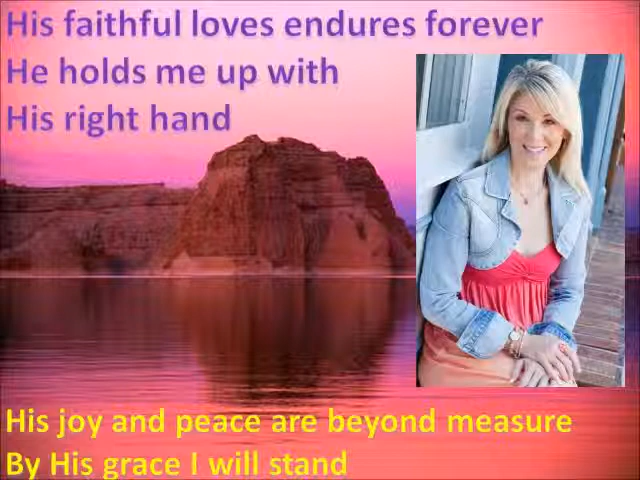 His faithful loves endures forever
He holds me up with
His right hand
His joy and peace are beyond measure
By His grace I will stand